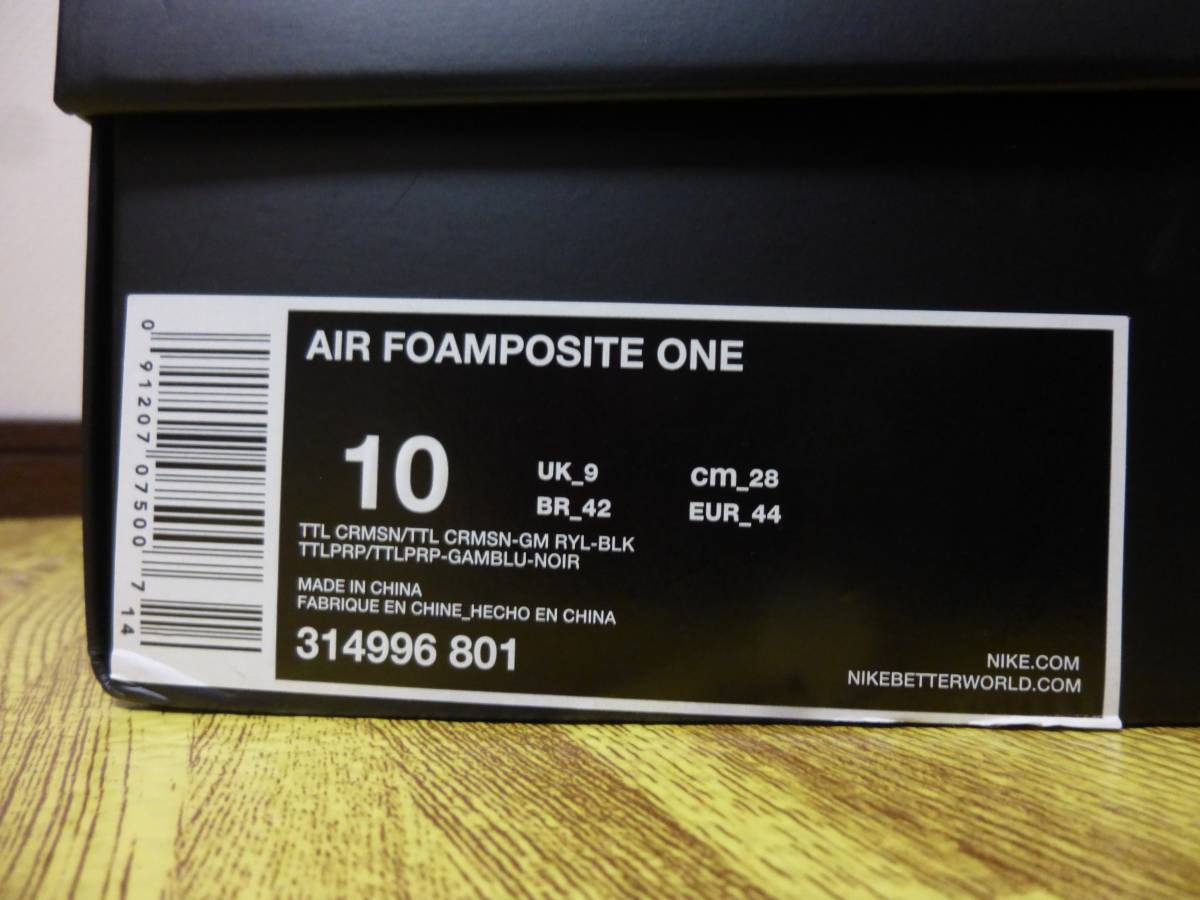 AIR FOAMPOSITE ONE
10
UK_9 cm_28
BR_42 EUR_44
TTL CRMSN/TTL CRMSN-GM RYL-BLK
TTLPRP/TTLPRP-GAMBLU-NOIR
MADE IN CHINA
FABRIQUE EN CHINE_HECHO EN CHINA
314996 801
NIKE.COM
NIKEBETTERWORLD.COM
0 91207 07500 7 14